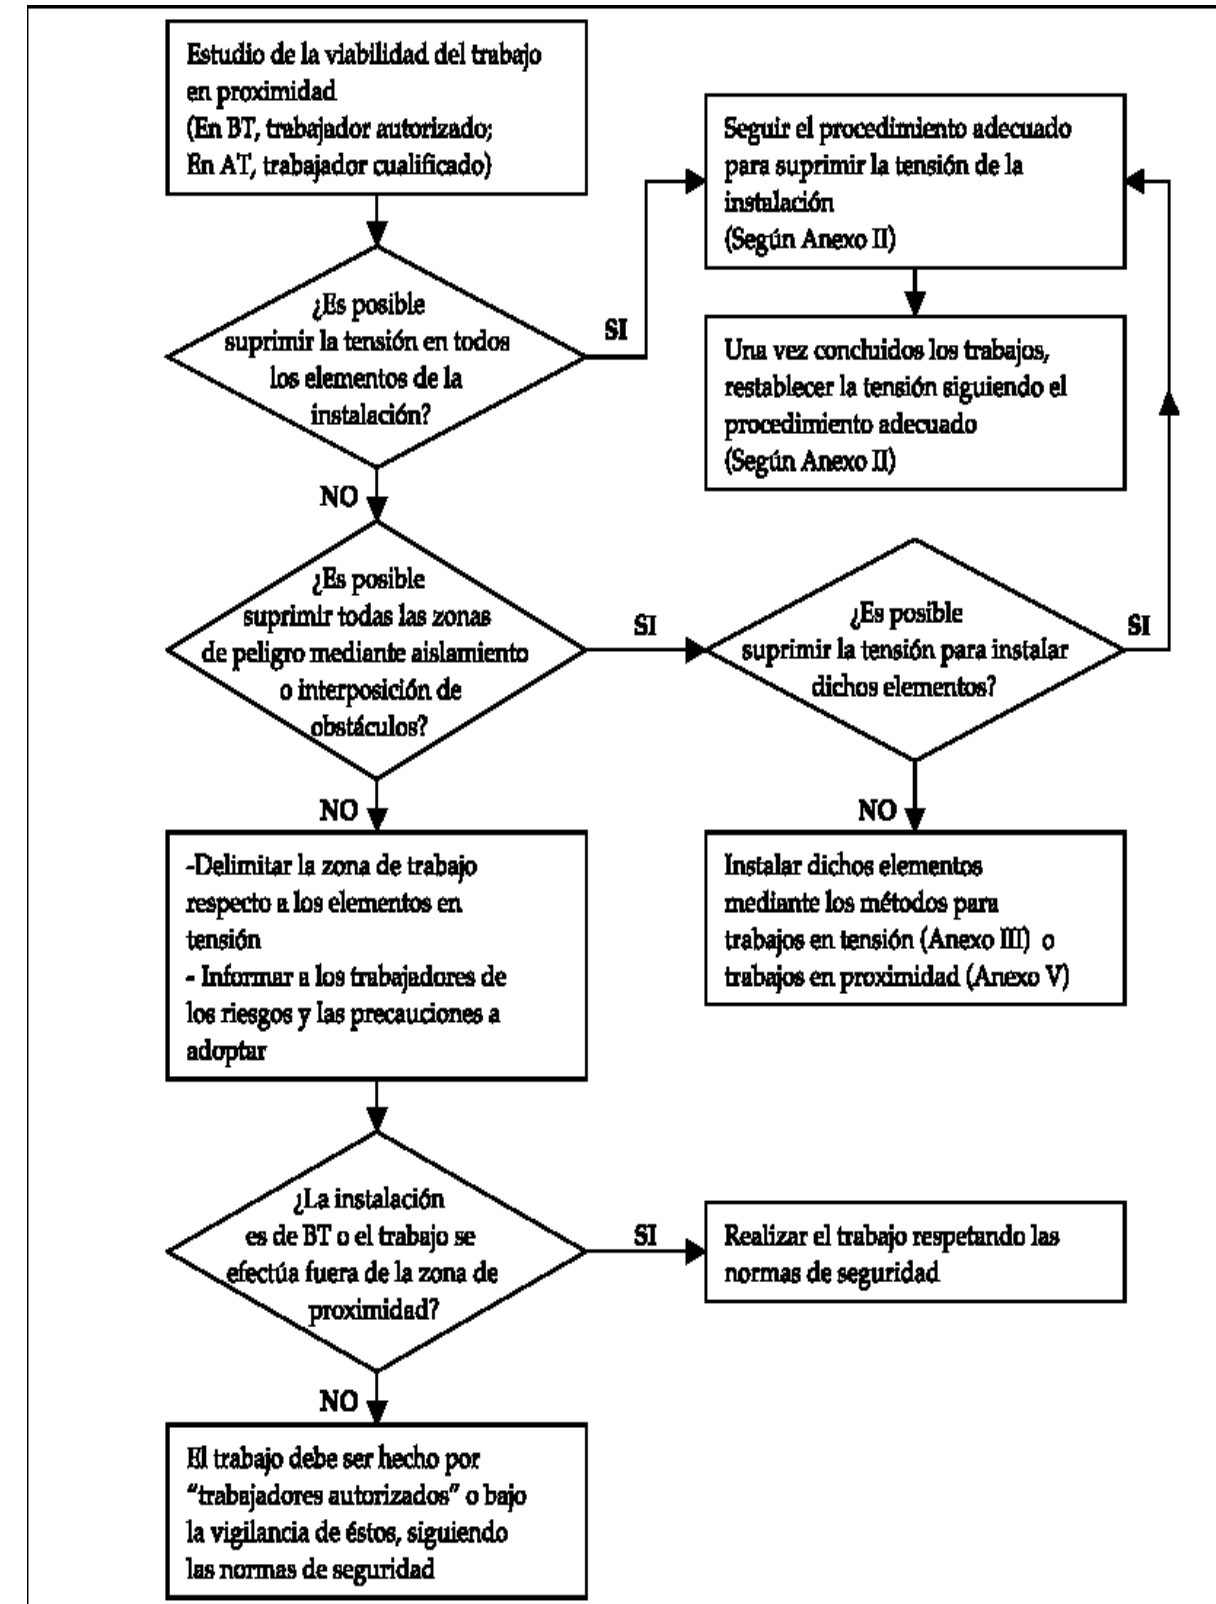 Estudio de la viabilidad del trabajo
en proximidad
(En BT, trabajador autorizado;
En AT, trabajador cualificado)
Seguir el procedimiento adecuado
para suprimir la tensión de la
instalación
(Según Anexo II)
¿Es posible
suprimir la tensión en todos
los elementos de la
instalación?
SI
Una vez concluidos los trabajos,
restablecer la tensión siguiendo el
procedimiento adecuado
(Según Anexo II)
NO
¿Es posible
suprimir todas las zonas
de peligro mediante aislamiento
o interposición de
obstáculos?
SI
¿Es posible
suprimir la tensión para instalar
dichos elementos?
SI
NO
NO
-Delimitar la zona de trabajo
respecto a los elementos en
tensión
- Informar a los trabajadores de
los riesgos y las precauciones a
adoptar
Instalar dichos elementos
mediante los métodos para
trabajos en tensión (Anexo III) o
trabajos en proximidad (Anexo V)
¿La instalación
es de BT o el trabajo se
efectúa fuera de la zona de
proximidad?
SI
Realizar el trabajo respetando las
normas de seguridad
NO
El trabajo debe ser hecho por
“trabajadores autorizados” o bajo
la vigilancia de éstos, siguiendo
las normas de seguridad